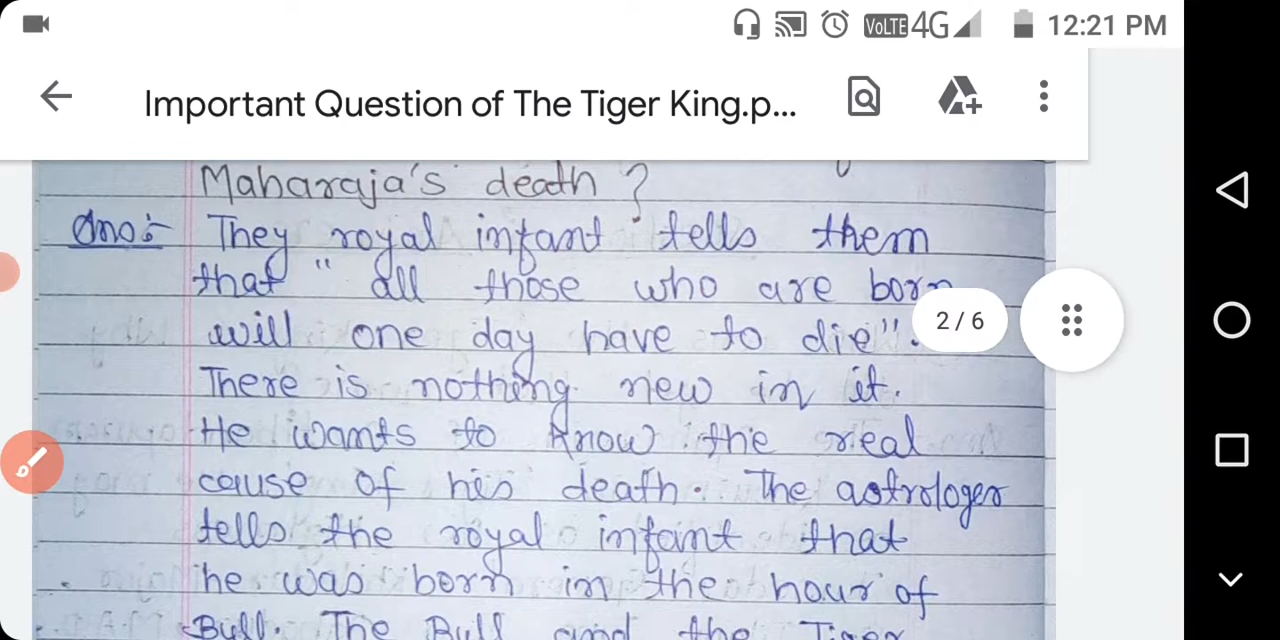 VoLTE 4G 12:21 PM
Important Question of The Tiger King.p...
Maharaja's death ?
Ans:- They royal infant tells them
that " all those who are born
will one day have to die".
2 / 6
There is nothing new in it.
He wants to know the real
cause of his death. The astrologer
tells the royal infant that
he was born in the hour of
Bull. The Bull and the Tiger